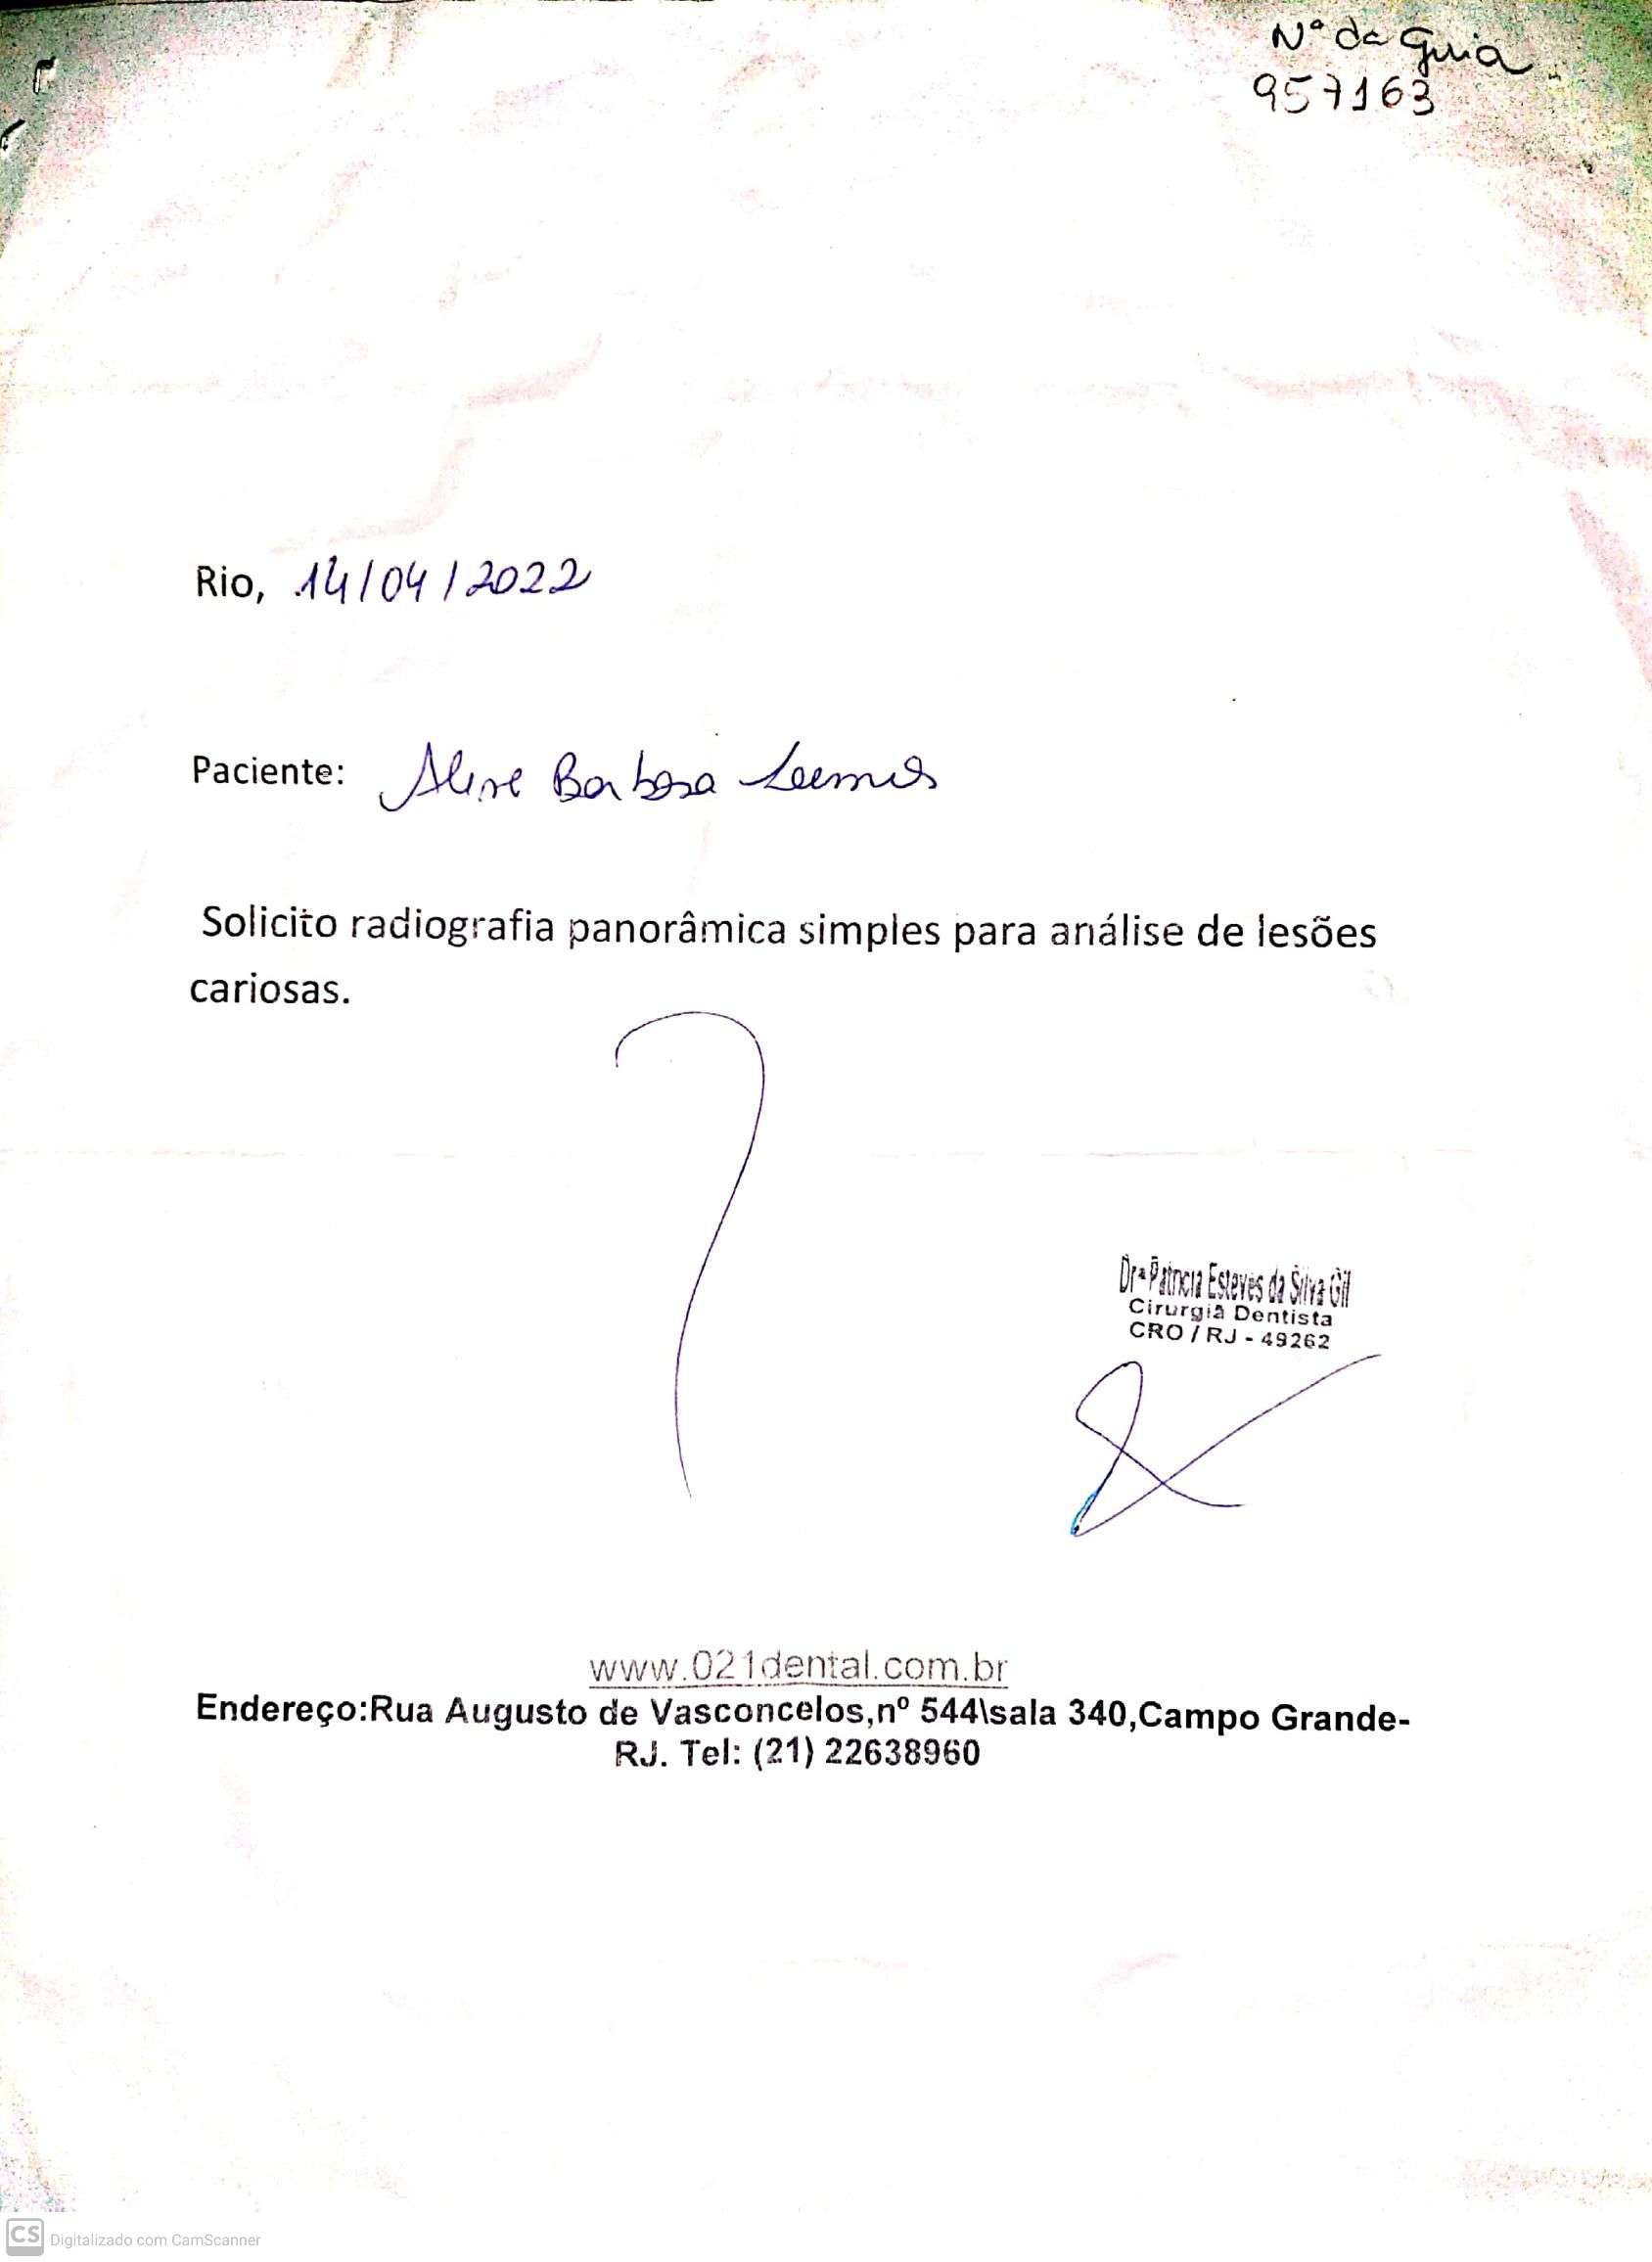 Nº da Guia
957163
Rio, 14/04/2022
Paciente: Aline Barbosa Lemos
Solicito radiografia panorâmica simples para análise de lesões
cariosas.
Drª Patricia Esteves da Silva Gil
Cirurgiã Dentista
CRO / RJ - 49262
www.021dental.com.br
Endereço:Rua Augusto de Vasconcelos,nº 544\sala 340,Campo Grande-
RJ. Tel: (21) 22638960
CS Digitalizado com CamScanner